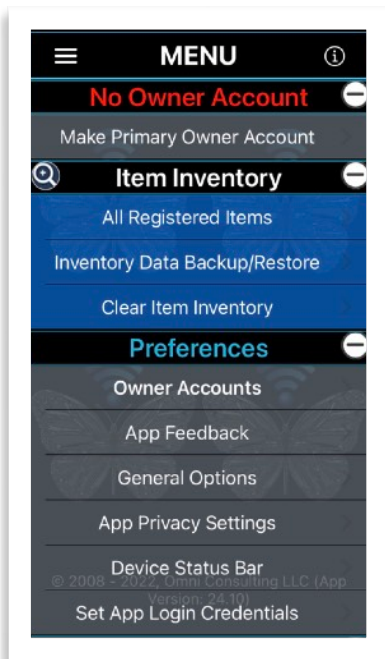 MENU
No Owner Account
Make Primary Owner Account
Item Inventory
All Registered Items
Inventory Data Backup/Restore
Clear Item Inventory
Preferences
Owner Accounts
App Feedback
General Options
App Privacy Settings
Device Status Bar
© 2008 - 2022, Omni Consulting LLC (App
Version: 24.10)
Set App Login Credentials